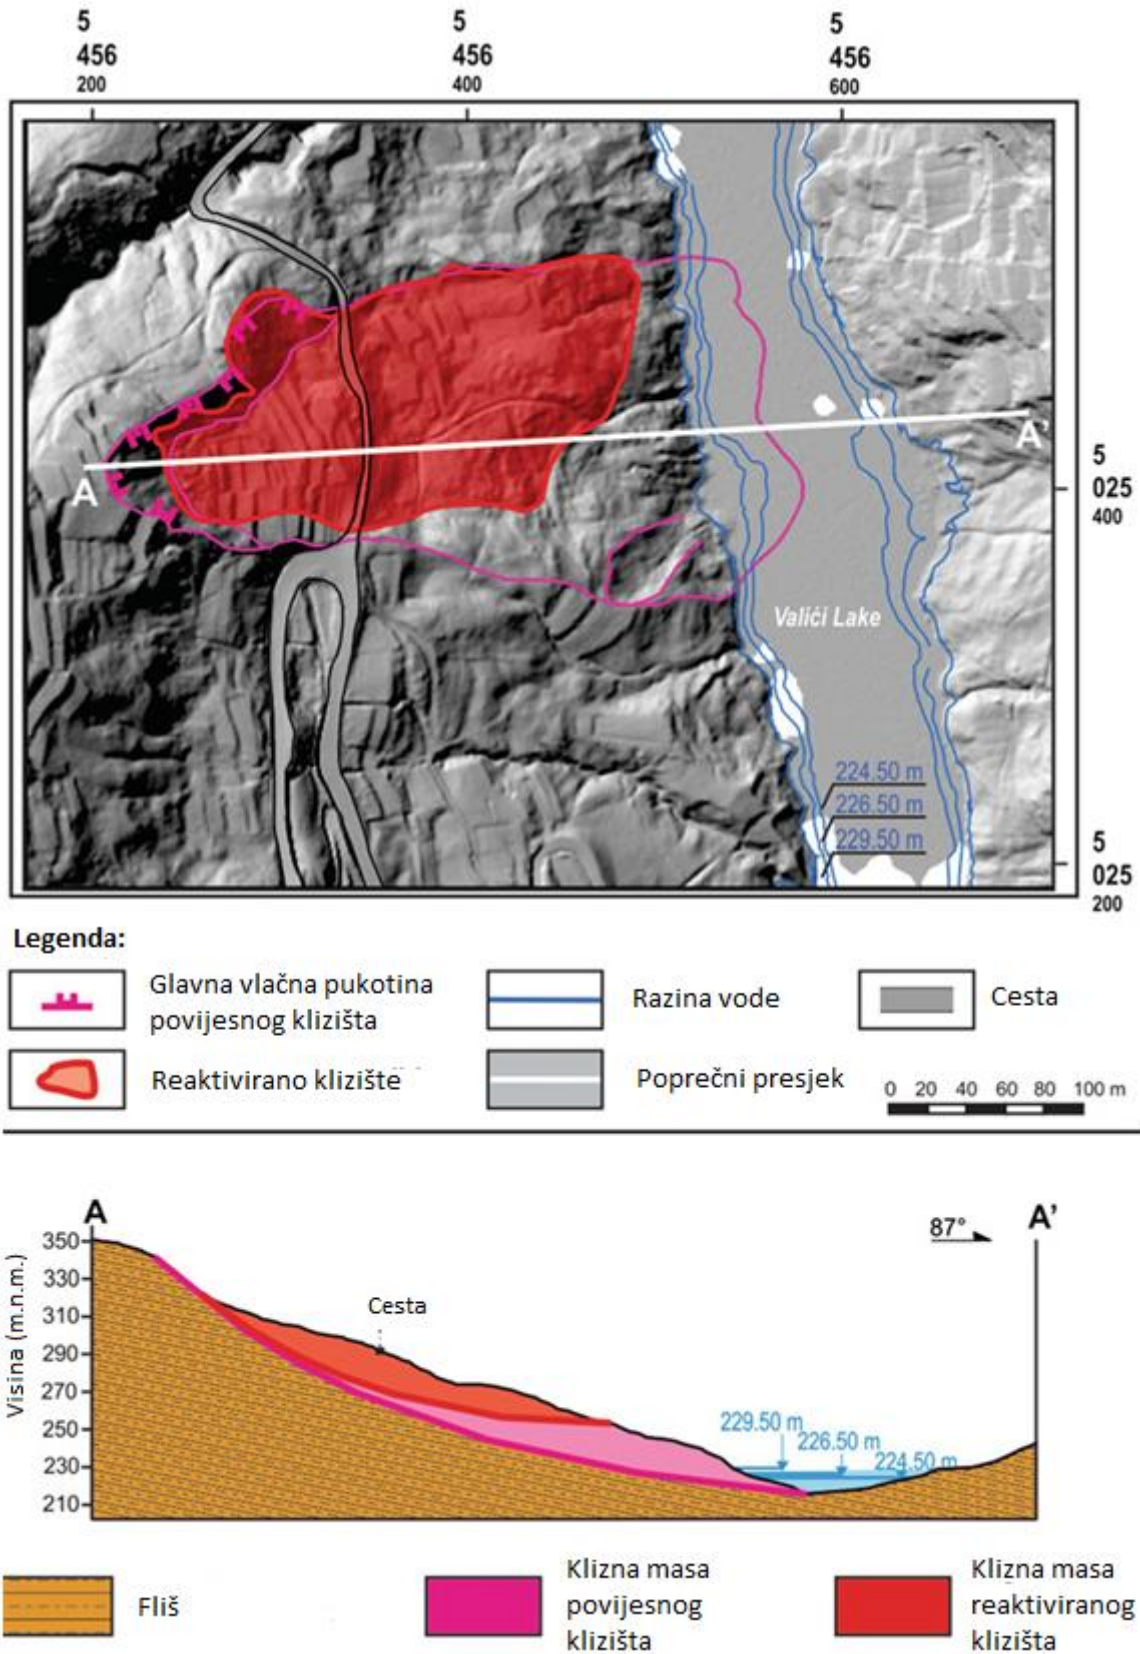 5
456
200
5
456
400
5
456
600
A
A'
5
025
400
Valići Lake
224.50 m
226.50 m
229.50 m
5
025
200
Legenda:
Glavna vlačna pukotina
povijesnog klizišta
Razina vode
Cesta
Reaktivirano klizište
Poprečni presjek
0 20 40 60 80 100 m
A
A'
87°
Visina (m.n.m.)
350
330
310
290
270
250
230
210
Cesta
229.50 m
226.50 m
224.50 m
Fliš
Klizna masa
povijesnog
klizišta
Klizna masa
reaktiviranog
klizišta